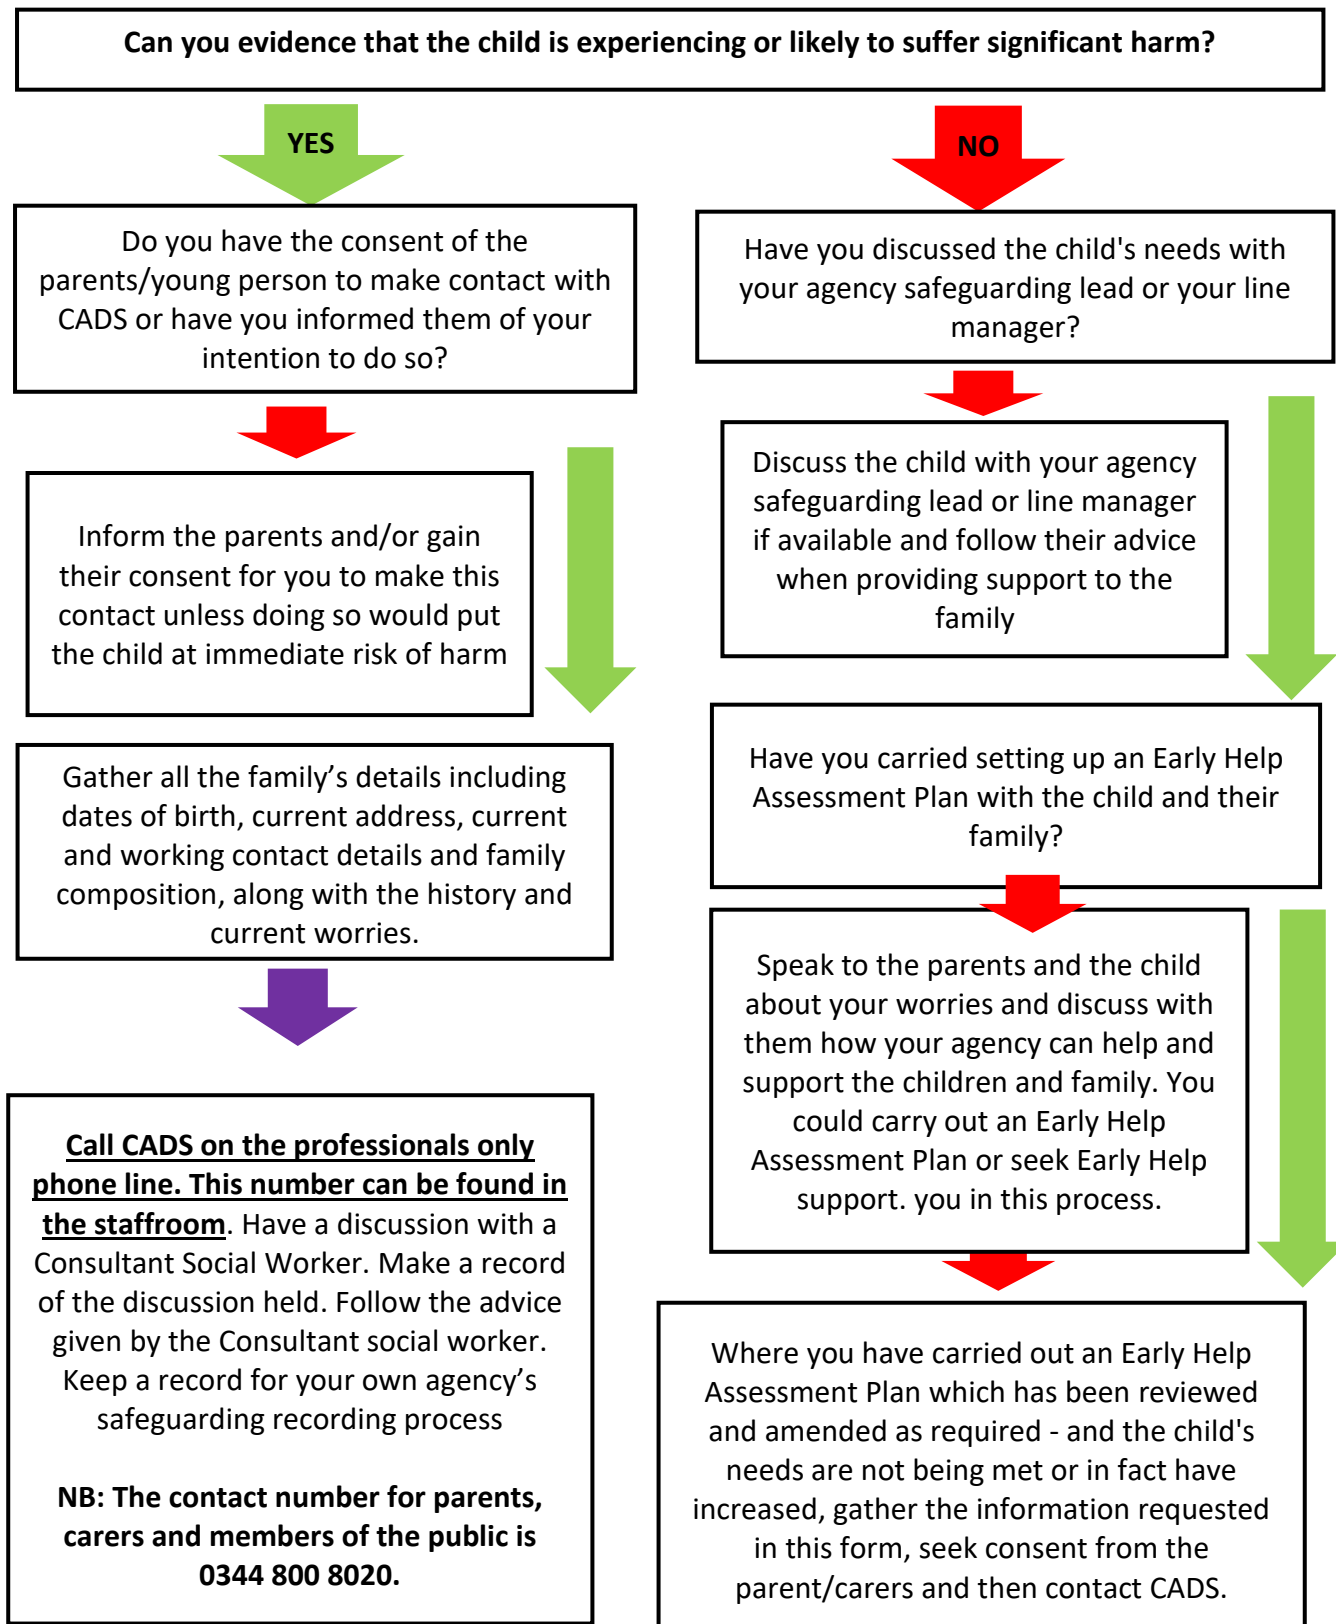 Can you evidence that the child is experiencing or likely to suffer significant harm?
YES
NO
Do you have the consent of the
parents/young person to make contact with
CADS or have you informed them of your
intention to do so?
Inform the parents and/or gain
their consent for you to make this
contact unless doing so would put
the child at immediate risk of harm
Gather all the family’s details including
dates of birth, current address, current
and working contact details and family
composition, along with the history and
current worries.
Call CADS on the professionals only
phone line. This number can be found in
the staffroom. Have a discussion with a
Consultant Social Worker. Make a record
of the discussion held. Follow the advice
given by the Consultant social worker.
Keep a record for your own agency’s
safeguarding recording process
NB: The contact number for parents,
carers and members of the public is
0344 800 8020.
Have you discussed the child's needs with
your agency safeguarding lead or your line
manager?
Discuss the child with your agency
safeguarding lead or line manager
if available and follow their advice
when providing support to the
family
Have you carried setting up an Early Help
Assessment Plan with the child and their
family?
Speak to the parents and the child
about your worries and discuss with
them how your agency can help and
support the children and family. You
could carry out an Early Help
Assessment Plan or seek Early Help
support. you in this process.
Where you have carried out an Early Help
Assessment Plan which has been reviewed
and amended as required - and the child's
needs are not being met or in fact have
increased, gather the information requested
in this form, seek consent from the
parent/carers and then contact CADS.